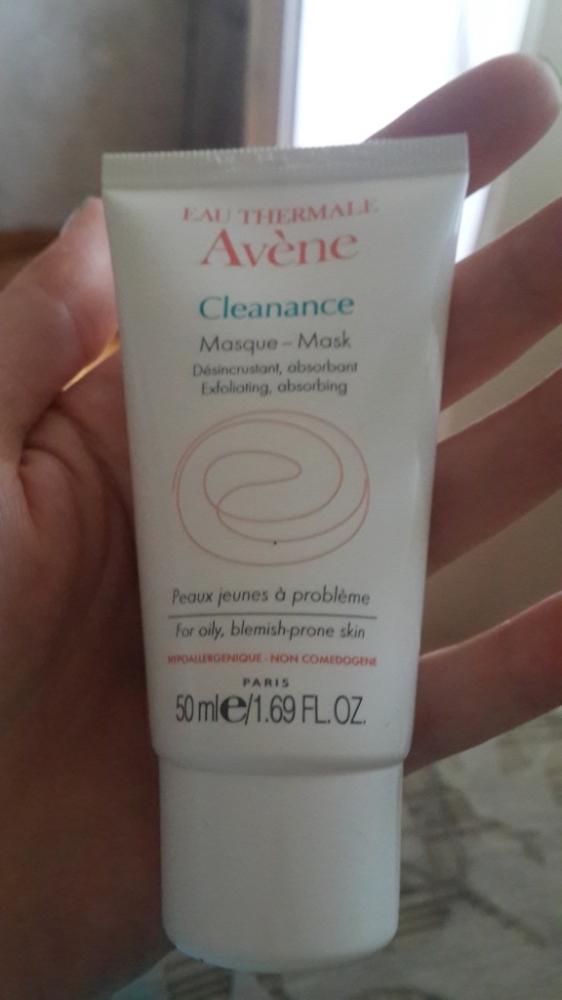 EAU THERMALE
Avène
Cleanance
Masque – Mask
Désincrustant, absorbant
Exfoliating, absorbing
Peaux jeunes à problème
For oily, blemish-prone skin
HYPOALLERGENIQUE - NON COMEDOGENE
PARIS
50 ml e/1.69 FL. OZ.